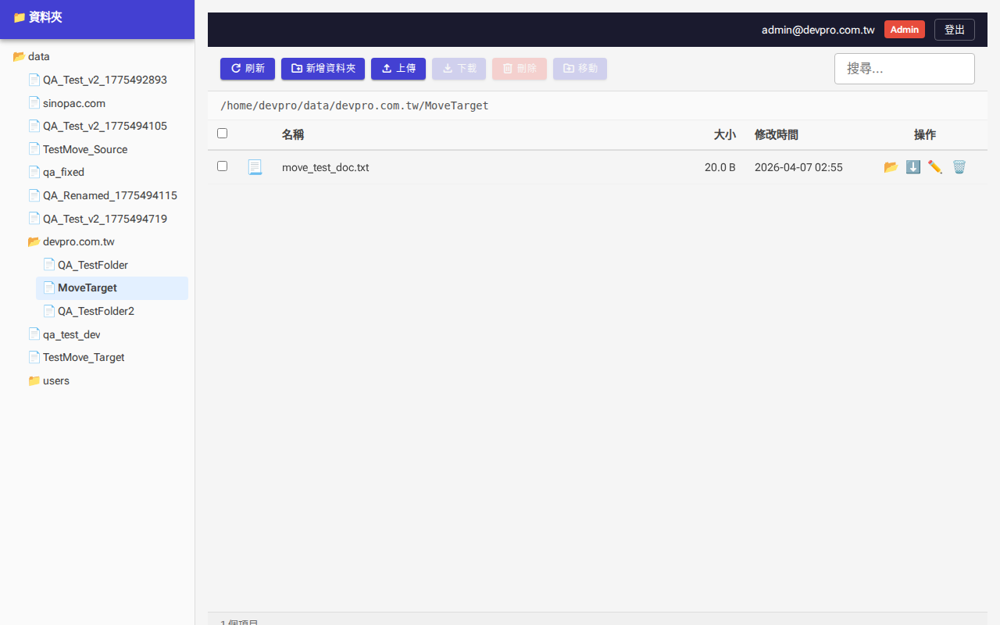 資料夾
data
QA_Test_v2_1775492893
sinopac.com
QA_Test_v2_1775494105
TestMove_Source
qa_fixed
QA_Renamed_1775494115
QA_Test_v2_1775494719
devpro.com.tw
QA_TestFolder
MoveTarget
QA_TestFolder2
qa_test_dev
TestMove_Target
users
admin@devpro.com.tw Admin 登出
刷新 新增資料夾 上傳 下載 刪除 移動 搜尋...
/home/devpro/data/devpro.com.tw/MoveTarget
名稱 大小 修改時間 操作
move_test_doc.txt 20.0 B 2026-04-07 02:55
1 個項目